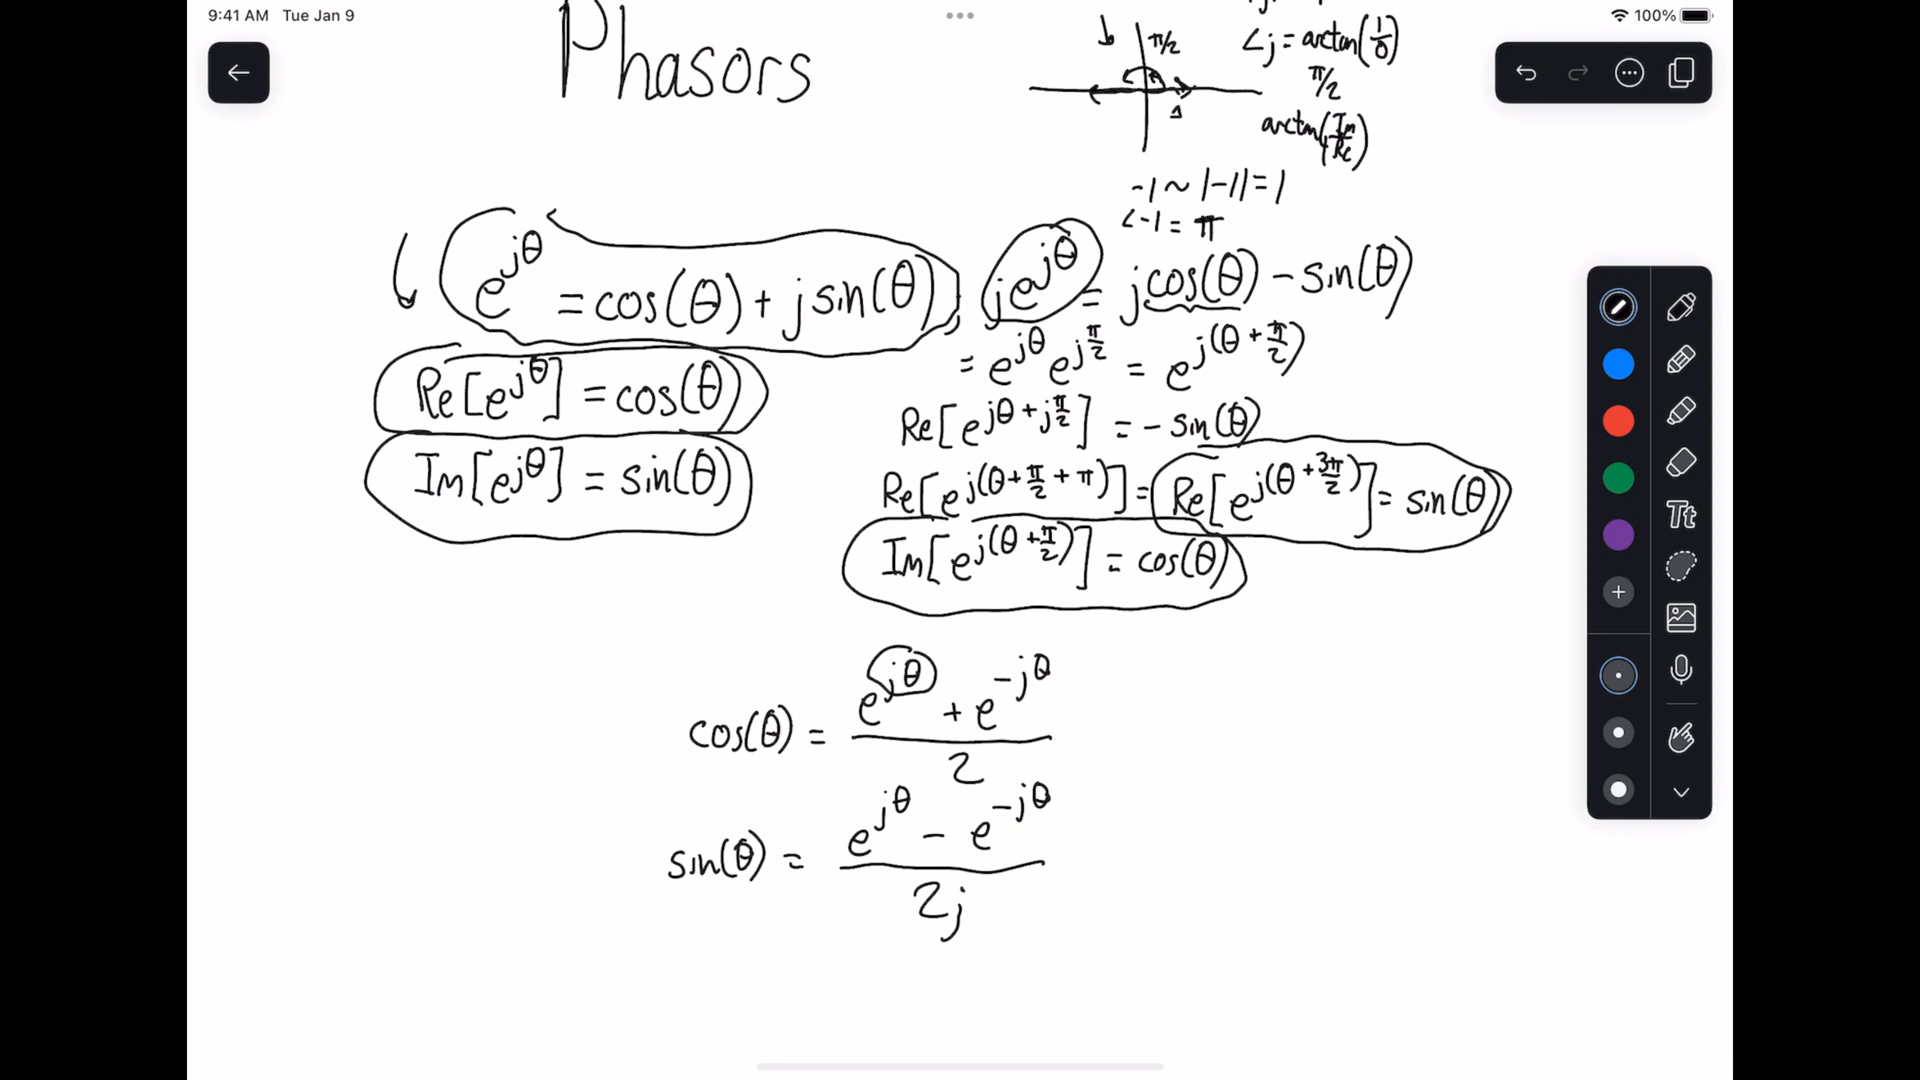 9:41 AM Tue Jan 9
100%
Phasors
π/2
∠j = arctan(1/0)
π/2
arctan(Im/Re)
-1 ~ |-1| = 1
∠-1 = π
e^{jθ} = cos(θ) + jsin(θ) ; je^{jθ} = jcos(θ) - sin(θ)
= e^{jθ} e^{jπ/2} = e^{j(θ + π/2)}
Re[e^{jθ}] = cos(θ)
Re[e^{jθ + jπ/2}] = - sin(θ)
Im[e^{jθ}] = sin(θ)
Re[e^{j(θ + π/2 + π)}] = Re[e^{j(θ + 3π/2)}] = sin(θ)
Im[e^{j(θ + π/2)}] = cos(θ)
cos(θ) = (e^{jθ} + e^{-jθ})/2
sin(θ) = (e^{jθ} - e^{-jθ})/2j
Tt